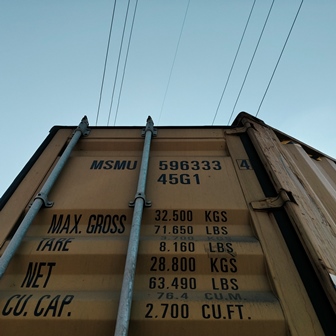 MSMU 596333 4
45G1
MAX. GROSS 32.500 KGS
71.650 LBS
TARE
8.160 LBS
NET 28.800 KGS
63.490 LBS
CU. CAP. 76.4 CU.M.
2.700 CU.FT.